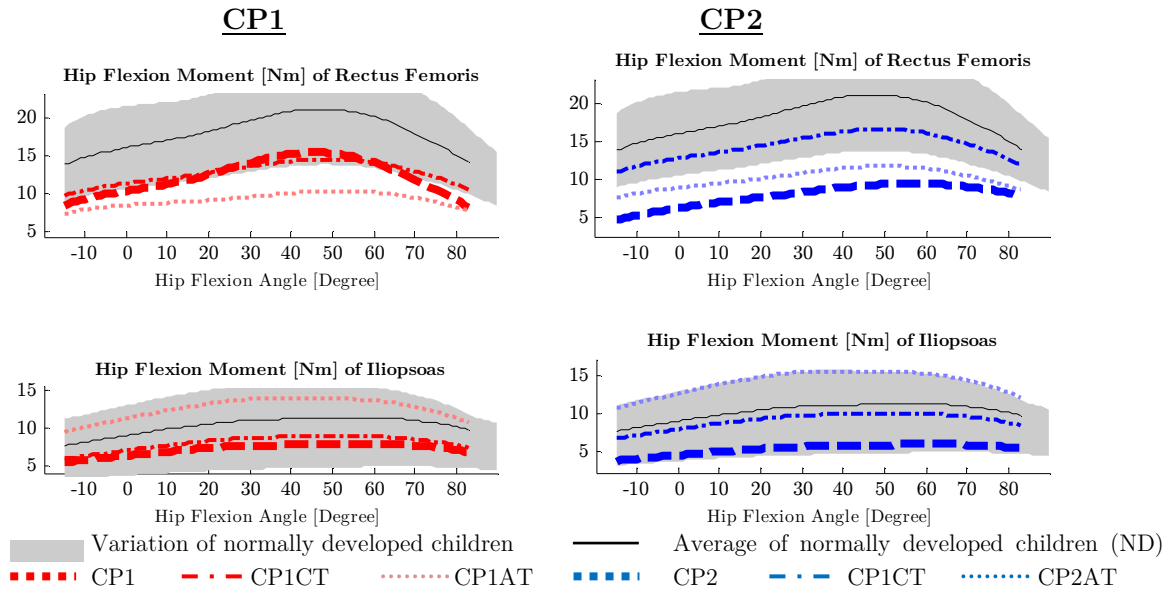 CP1
CP2
Hip Flexion Moment [Nm] of Rectus Femoris
20
15
10
5
-10 0 10 20 30 40 50 60 70 80
Hip Flexion Angle [Degree]
Hip Flexion Moment [Nm] of Rectus Femoris
20
15
10
5
-10 0 10 20 30 40 50 60 70 80
Hip Flexion Angle [Degree]
Hip Flexion Moment [Nm] of Iliopsoas
15
10
5
-10 0 10 20 30 40 50 60 70 80
Hip Flexion Angle [Degree]
Hip Flexion Moment [Nm] of Iliopsoas
15
10
5
-10 0 10 20 30 40 50 60 70 80
Hip Flexion Angle [Degree]
Variation of normally developed children
Average of normally developed children (ND)
CP1 CP1CT CP1AT
CP2 CP1CT CP2AT